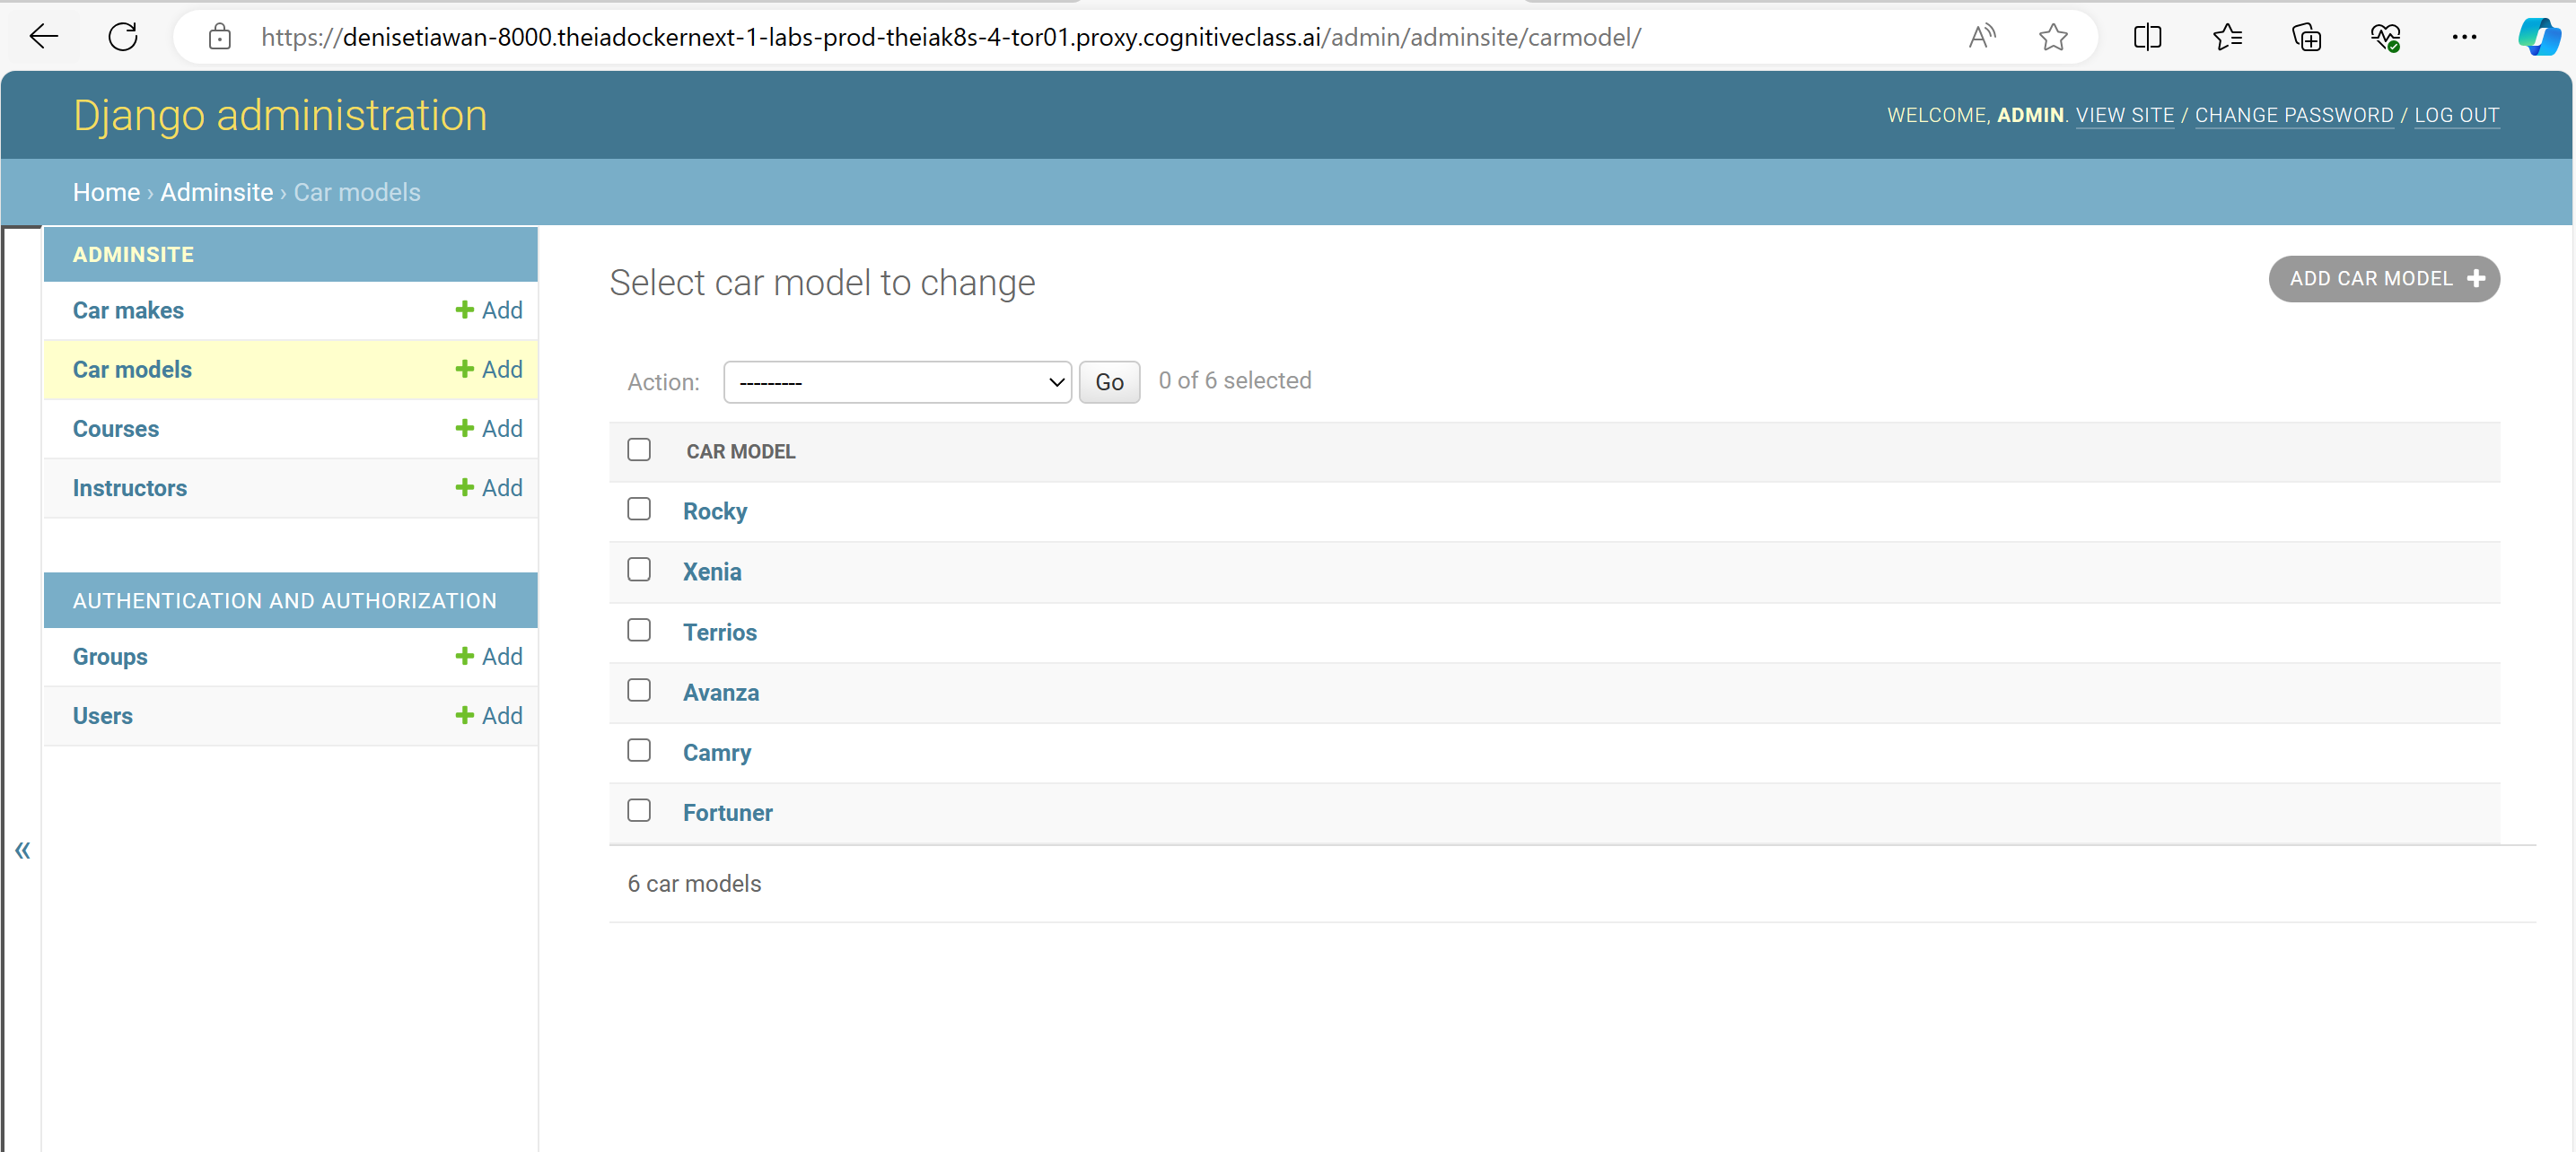 https://denisetiawan-8000.theiadockernext-1-labs-prod-theiak8s-4-tor01.proxy.cognitiveclass.ai/admin/adminsite/carmodel/
Django administration
WELCOME, ADMIN. VIEW SITE / CHANGE PASSWORD / LOG OUT
Home › Adminsite › Car models
ADMINSITE
Car makes + Add
Car models + Add
Courses + Add
Instructors + Add
AUTHENTICATION AND AUTHORIZATION
Groups + Add
Users + Add
«
Select car model to change
ADD CAR MODEL +
Action: --------- Go 0 of 6 selected
CAR MODEL
Rocky
Xenia
Terrios
Avanza
Camry
Fortuner
6 car models